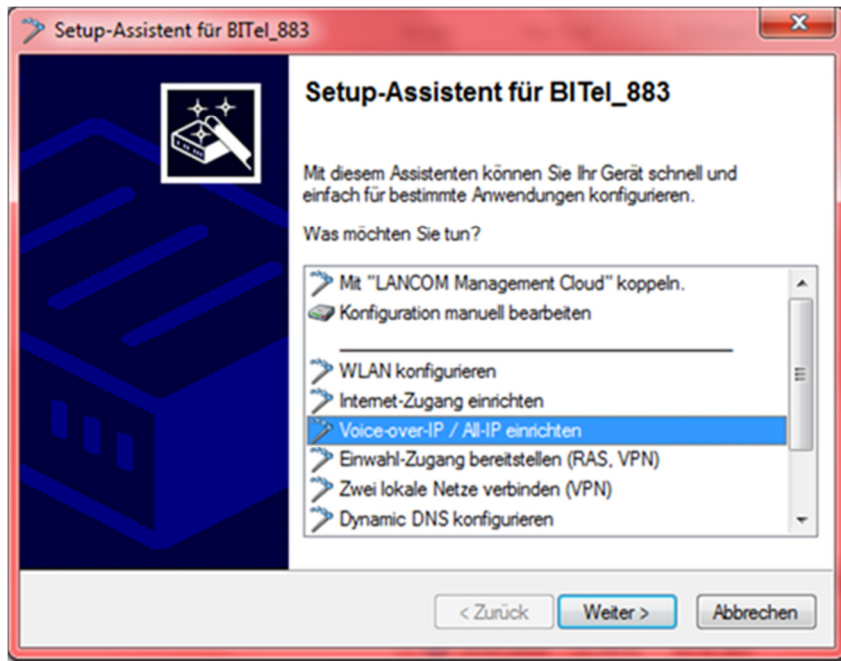 Setup-Assistent für BITel_883
Setup-Assistent für BITel_883
Mit diesem Assistenten können Sie Ihr Gerät schnell und
einfach für bestimmte Anwendungen konfigurieren.
Was möchten Sie tun?
Mit "LANCOM Management Cloud" koppeln.
Konfiguration manuell bearbeiten
WLAN konfigurieren
Internet-Zugang einrichten
Voice-over-IP / All-IP einrichten
Einwahl-Zugang bereitstellen (RAS, VPN)
Zwei lokale Netze verbinden (VPN)
Dynamic DNS konfigurieren
< Zurück Weiter > Abbrechen